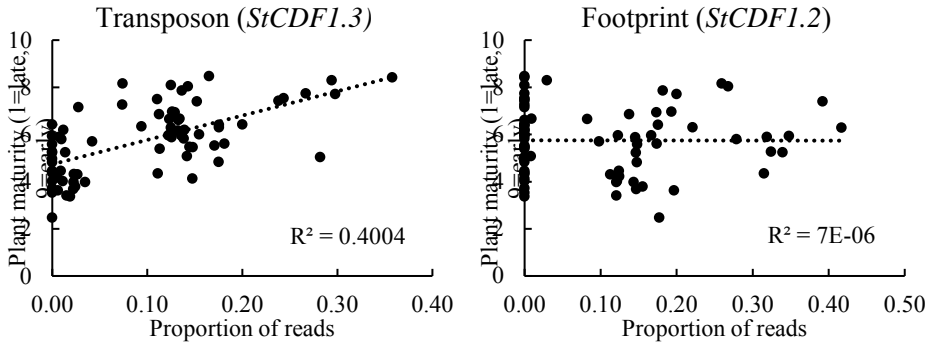 Transposon (StCDF1.3)
Plant maturity (1=late,
9=early)
10
8
6
4
2
0
R² = 0.4004
0.00 0.10 0.20 0.30 0.40
Proportion of reads
Footprint (StCDF1.2)
Plant maturity (1=late,
9=early)
10
8
6
4
2
0
R² = 7E-06
0.00 0.10 0.20 0.30 0.40 0.50
Proportion of reads